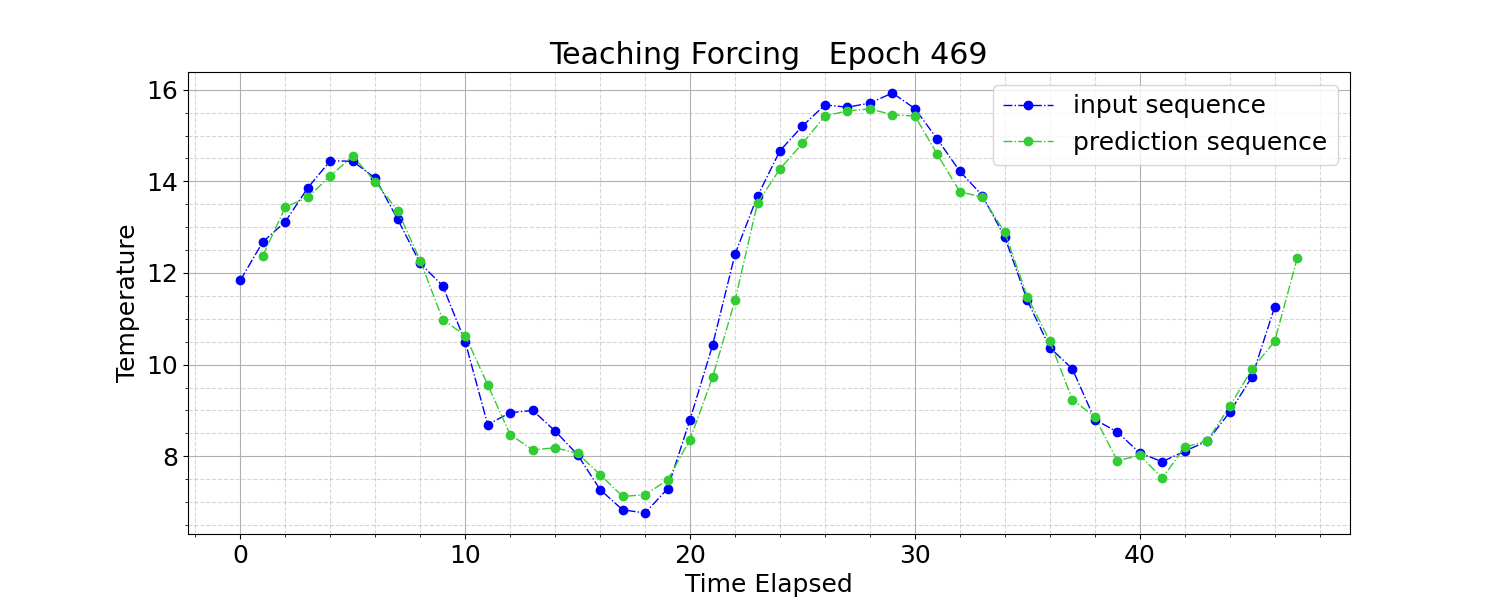 Teaching Forcing   Epoch 469
input sequence
prediction sequence
Temperature
16
14
12
10
8
0 10 20 30 40
Time Elapsed